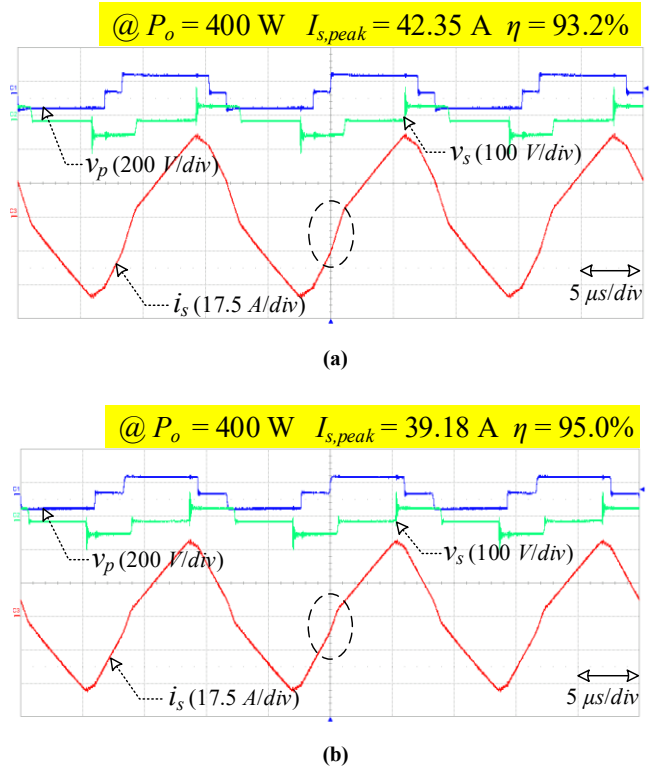 @ Pₒ = 400 W Iₛ,peak = 42.35 A η = 93.2%
vₚ (200 V/div)
vₛ (100 V/div)
iₛ (17.5 A/div)
5 μs/div
(a)
@ Pₒ = 400 W Iₛ,peak = 39.18 A η = 95.0%
vₚ (200 V/div)
vₛ (100 V/div)
iₛ (17.5 A/div)
5 μs/div
(b)